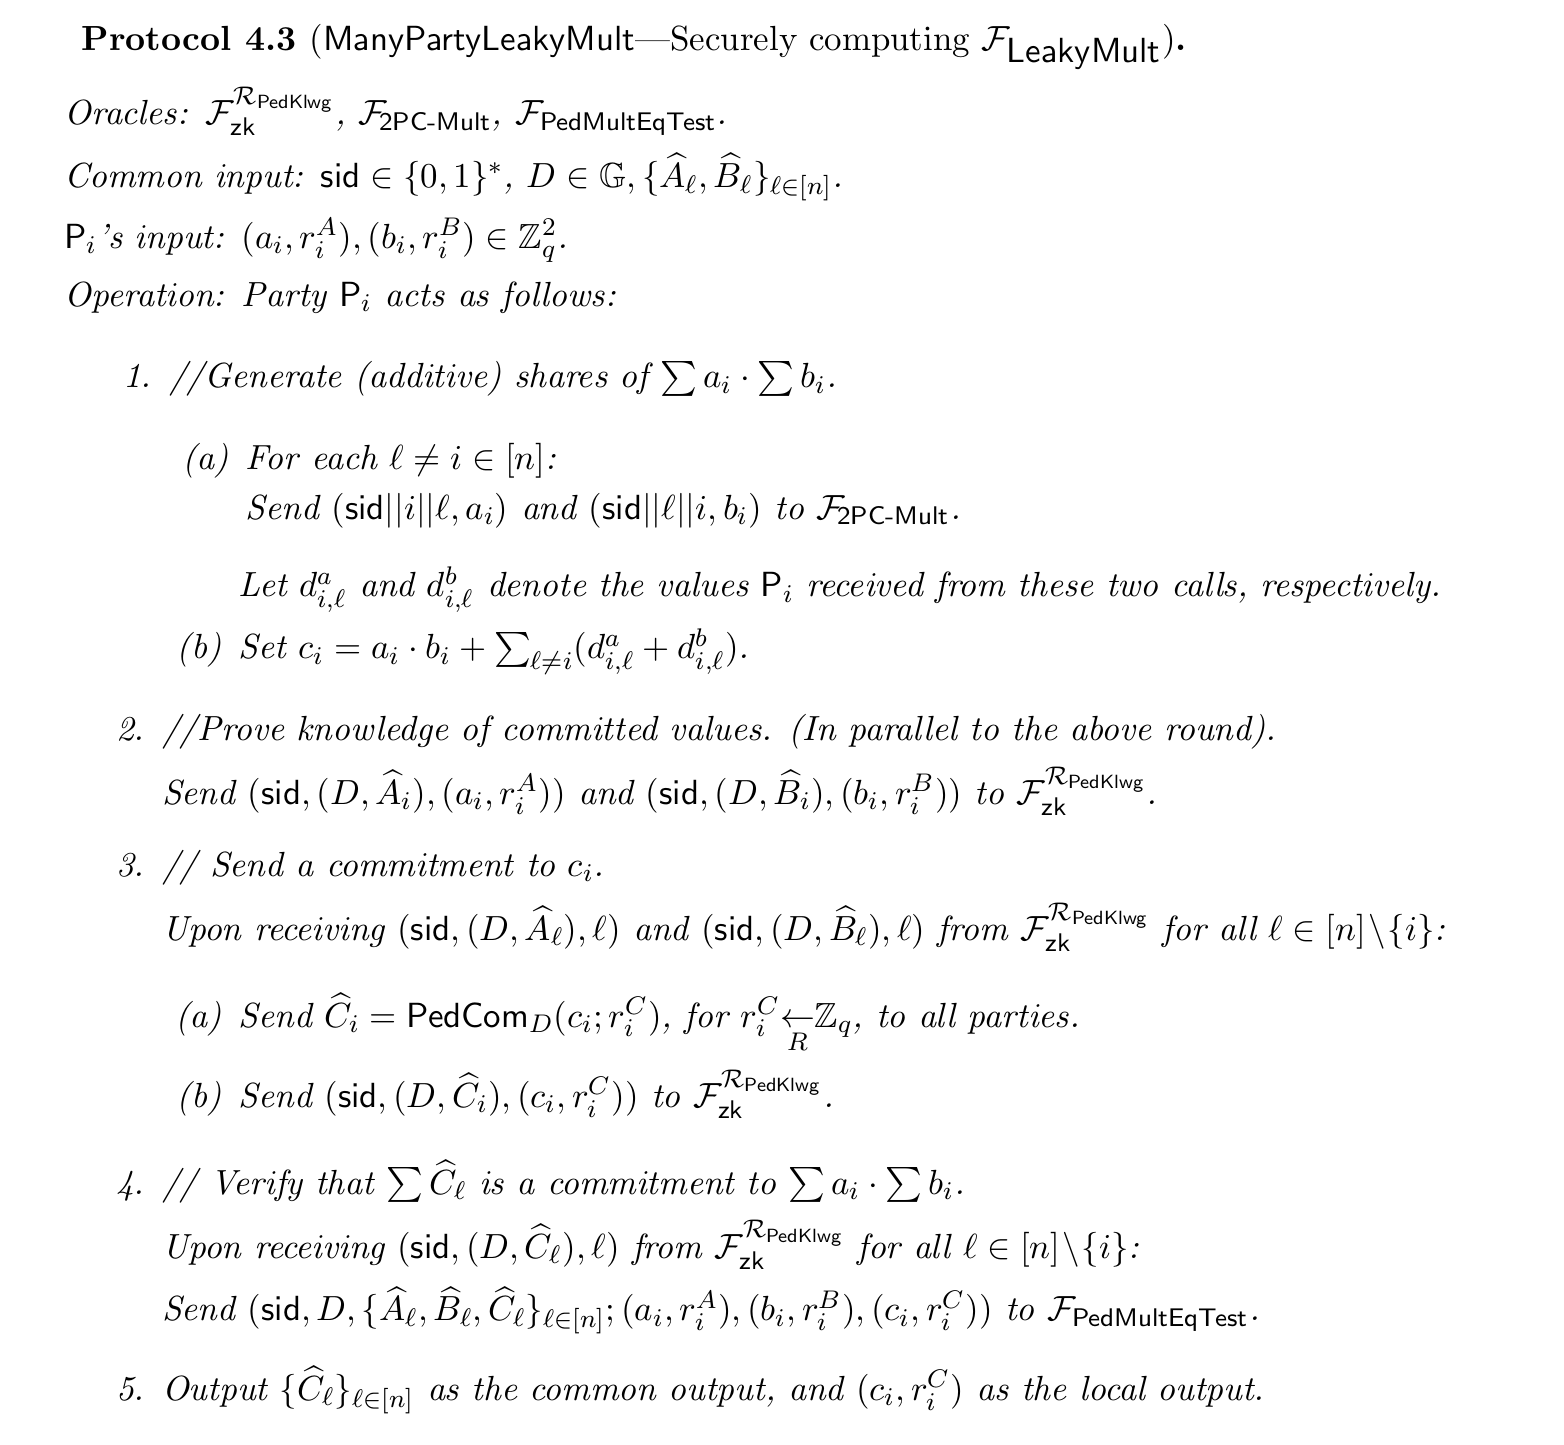 Protocol 4.3 (ManyPartyLeakyMult—Securely computing $\mathcal{F}_{\mathsf{LeakyMult}}$).
Oracles: $\mathcal{F}_{\mathsf{zk}}^{\mathcal{R}_{\mathsf{PedKlwg}}}$, $\mathcal{F}_{\mathsf{2PC\text{-}Mult}}$, $\mathcal{F}_{\mathsf{PedMultEqTest}}$.
Common input: $\mathsf{sid} \in \{0,1\}^*$, $D \in \mathbb{G}, \{\widehat{A}_\ell, \widehat{B}_\ell\}_{\ell \in [n]}$.
$\mathsf{P}_i$'s input: $(a_i, r_i^A), (b_i, r_i^B) \in \mathbb{Z}_q^2$.
Operation: Party $\mathsf{P}_i$ acts as follows:
1. //Generate (additive) shares of $\sum a_i \cdot \sum b_i$.
(a) For each $\ell \neq i \in [n]$:
Send $(\mathsf{sid}||i||\ell, a_i)$ and $(\mathsf{sid}||\ell||i, b_i)$ to $\mathcal{F}_{\mathsf{2PC\text{-}Mult}}$.
Let $d_{i,\ell}^a$ and $d_{i,\ell}^b$ denote the values $\mathsf{P}_i$ received from these two calls, respectively.
(b) Set $c_i = a_i \cdot b_i + \sum_{\ell \neq i}(d_{i,\ell}^a + d_{i,\ell}^b)$.
2. //Prove knowledge of committed values. (In parallel to the above round).
Send $(\mathsf{sid}, (D, \widehat{A}_i), (a_i, r_i^A))$ and $(\mathsf{sid}, (D, \widehat{B}_i), (b_i, r_i^B))$ to $\mathcal{F}_{\mathsf{zk}}^{\mathcal{R}_{\mathsf{PedKlwg}}}$.
3. // Send a commitment to $c_i$.
Upon receiving $(\mathsf{sid}, (D, \widehat{A}_\ell), \ell)$ and $(\mathsf{sid}, (D, \widehat{B}_\ell), \ell)$ from $\mathcal{F}_{\mathsf{zk}}^{\mathcal{R}_{\mathsf{PedKlwg}}}$ for all $\ell \in [n] \backslash \{i\}$:
(a) Send $\widehat{C}_i = \mathsf{PedCom}_D(c_i; r_i^C)$, for $r_i^C \underset{R}{\leftarrow} \mathbb{Z}_q$, to all parties.
(b) Send $(\mathsf{sid}, (D, \widehat{C}_i), (c_i, r_i^C))$ to $\mathcal{F}_{\mathsf{zk}}^{\mathcal{R}_{\mathsf{PedKlwg}}}$.
4. // Verify that $\sum \widehat{C}_\ell$ is a commitment to $\sum a_i \cdot \sum b_i$.
Upon receiving $(\mathsf{sid}, (D, \widehat{C}_\ell), \ell)$ from $\mathcal{F}_{\mathsf{zk}}^{\mathcal{R}_{\mathsf{PedKlwg}}}$ for all $\ell \in [n] \backslash \{i\}$:
Send $(\mathsf{sid}, D, \{\widehat{A}_\ell, \widehat{B}_\ell, \widehat{C}_\ell\}_{\ell \in [n]}; (a_i, r_i^A), (b_i, r_i^B), (c_i, r_i^C))$ to $\mathcal{F}_{\mathsf{PedMultEqTest}}$.
5. Output $\{\widehat{C}_\ell\}_{\ell \in [n]}$ as the common output, and $(c_i, r_i^C)$ as the local output.